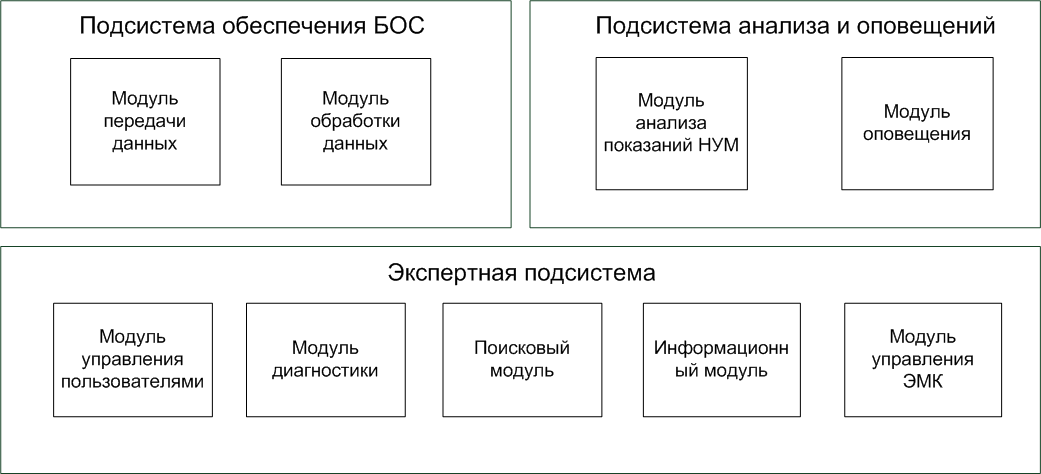 Подсистема обеспечения БОС
Модуль
передачи
данных
Модуль
обработки
данных
Подсистема анализа и оповещений
Модуль
анализа
показаний НУМ
Модуль
оповещения
Экспертная подсистема
Модуль
управления
пользователями
Модуль
диагностики
Поисковый
модуль
Информационн
ый модуль
Модуль
управления
ЭМК